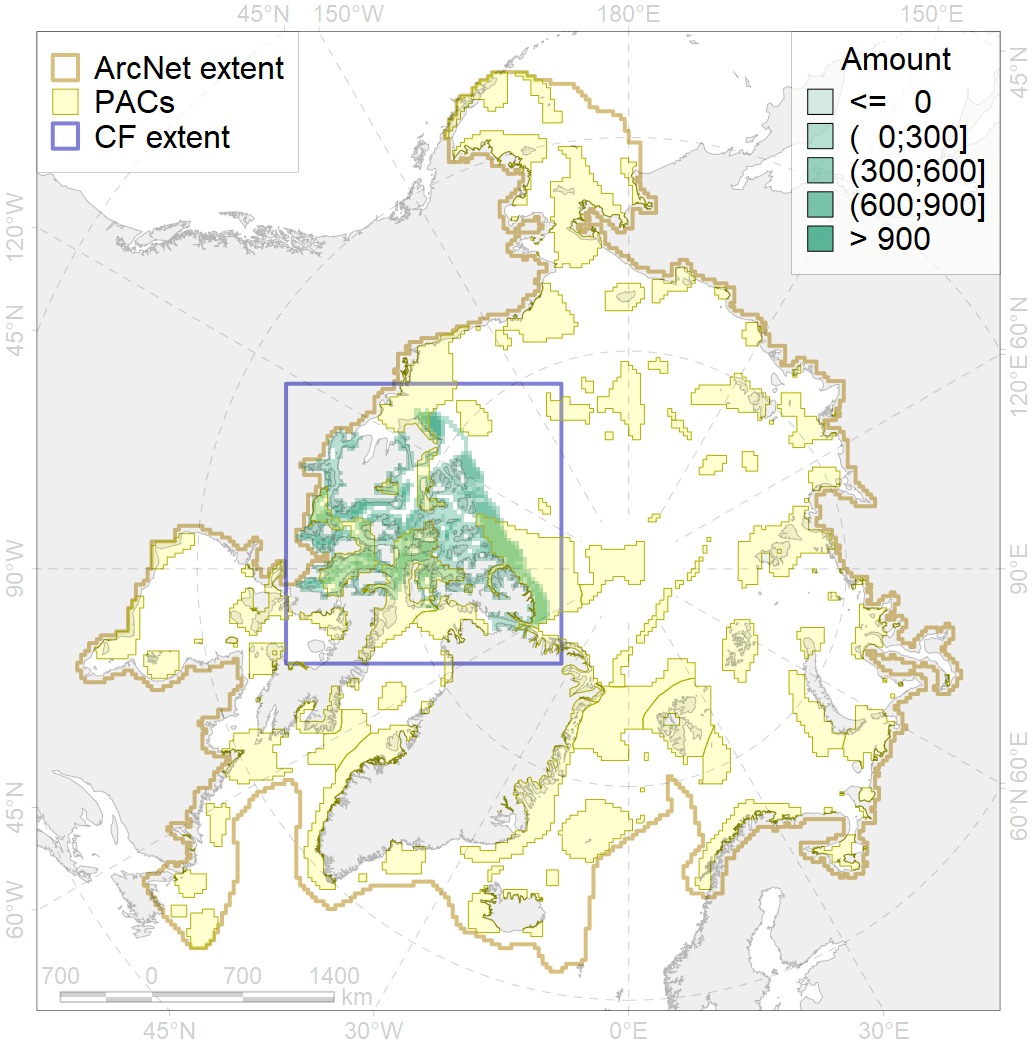 45°N 150°W 180°E 150°E
ArcNet extent
PACs
CF extent
Amount
<= 0
( 0;300]
(300;600]
(600;900]
> 900
45°N
120°W
45°N
60°N
120°E
90°W
90°E
60°E
45°N
60°N
60°W
700 0 700 1400
km
45°N 30°W 0°E 30°E